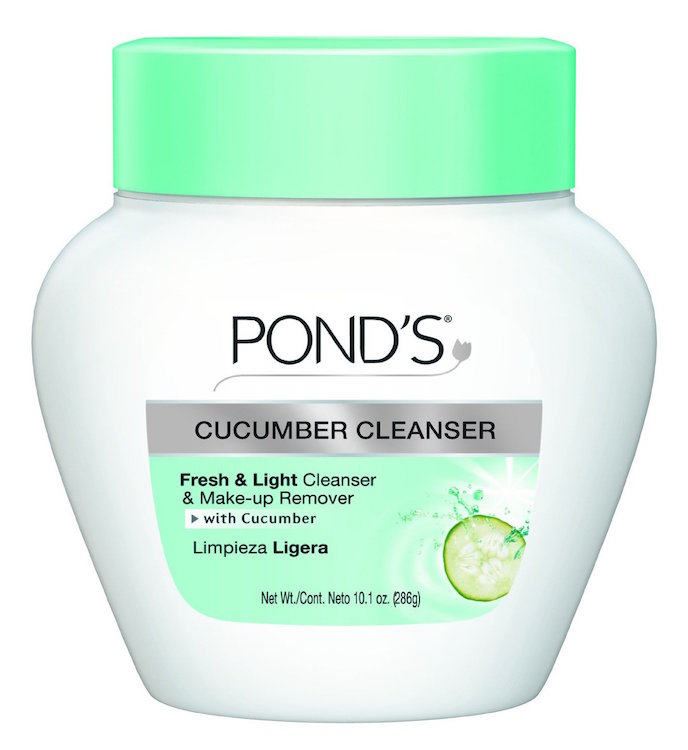 POND'S®
CUCUMBER CLEANSER
Fresh & Light Cleanser
& Make-up Remover
with Cucumber
Limpieza Ligera
Net Wt./Cont. Neto 10.1 oz. (286g)